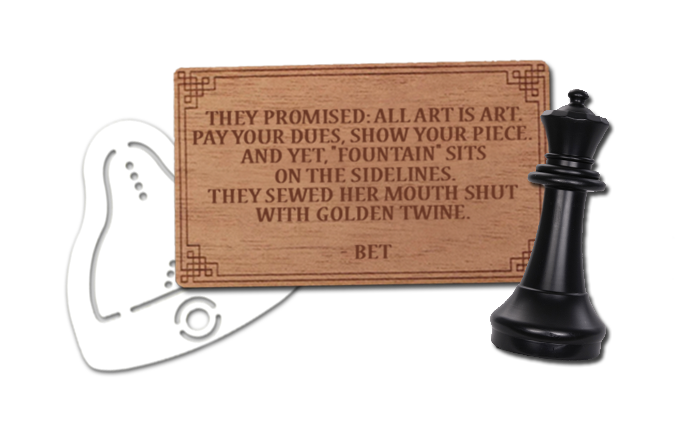 THEY PROMISED: ALL ART IS ART.
PAY YOUR DUES, SHOW YOUR PIECE..
AND YET, "FOUNTAIN" SITS
ON THE SIDELINES.
THEY SEWED HER MOUTH SHUT
WITH GOLDEN TWINE.
- BET